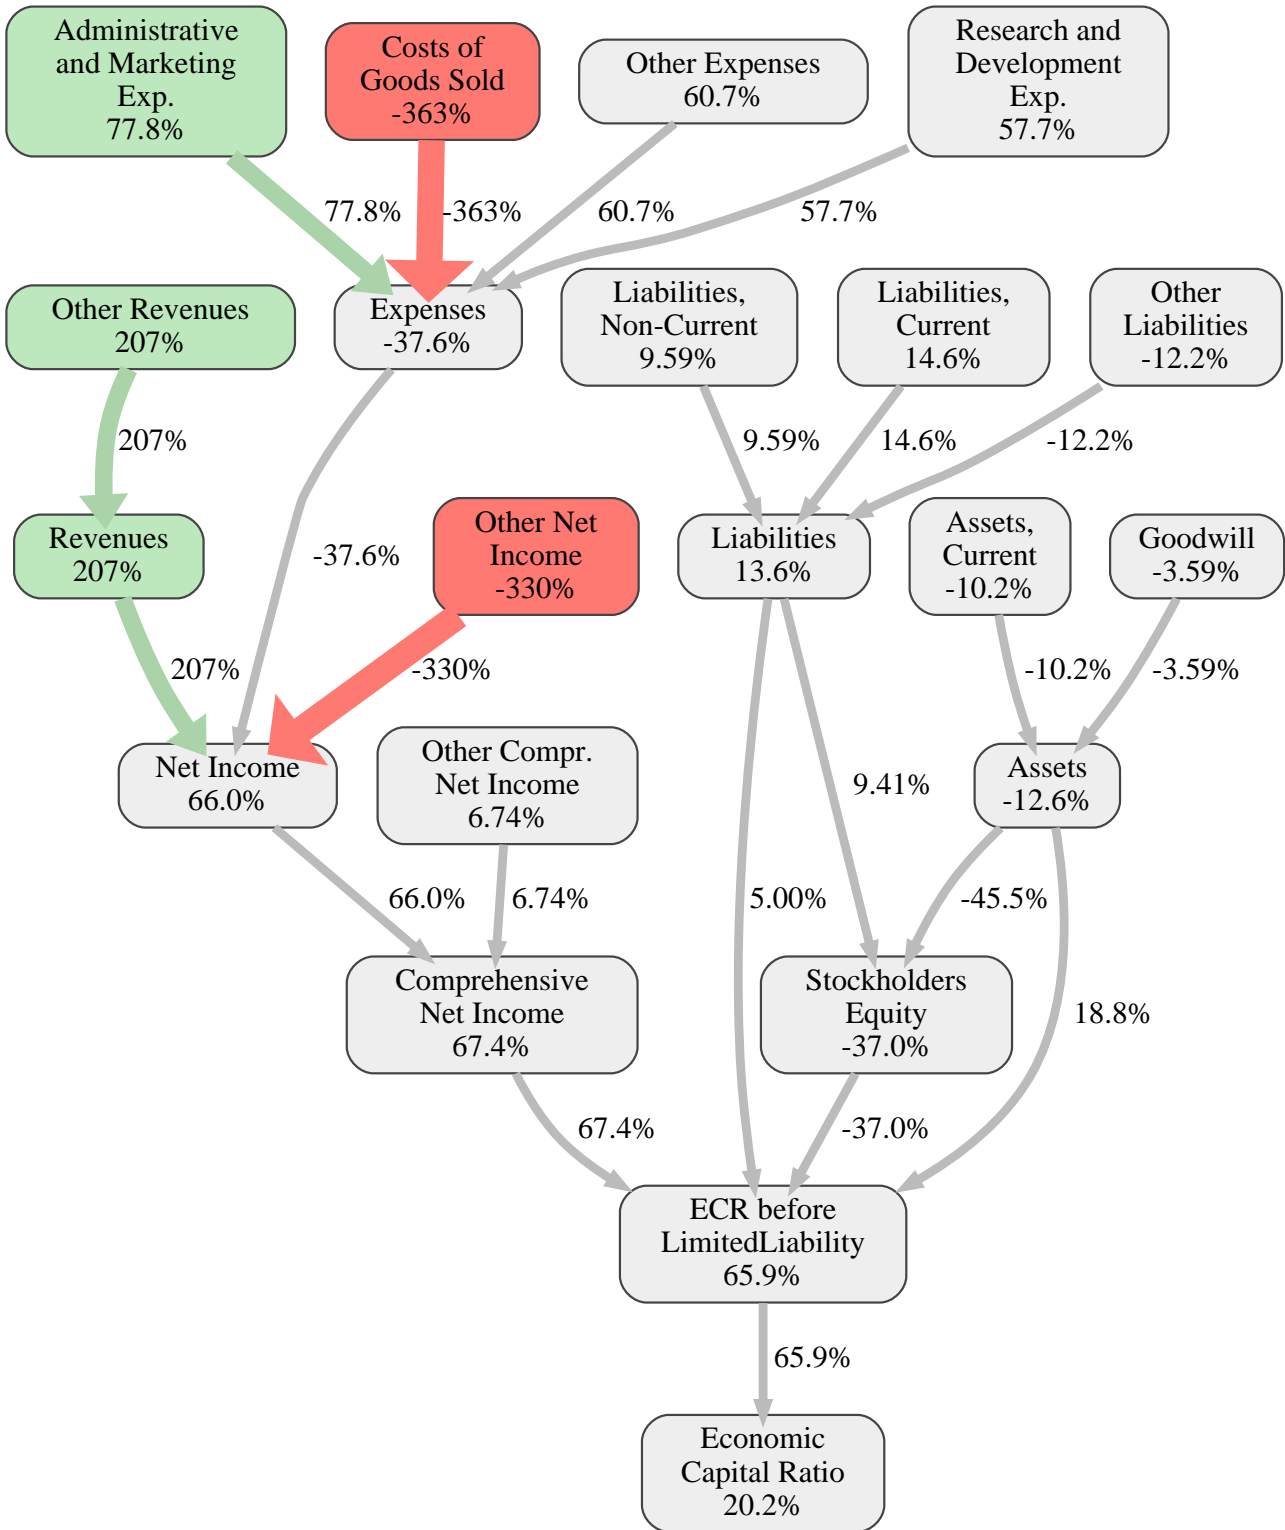 Administrative
and Marketing
Exp.
77.8%
Costs of
Goods Sold
-363%
Other Expenses
60.7%
Research and
Development
Exp.
57.7%
77.8%
-363%
60.7%
57.7%
Other Revenues
207%
Expenses
-37.6%
Liabilities,
Non-Current
9.59%
Liabilities,
Current
14.6%
Other
Liabilities
-12.2%
207%
9.59%
14.6%
-12.2%
Revenues
207%
-37.6%
Other Net
Income
-330%
Liabilities
13.6%
Assets,
Current
-10.2%
Goodwill
-3.59%
207%
-330%
-10.2%
-3.59%
Net Income
66.0%
Other Compr.
Net Income
6.74%
9.41%
Assets
-12.6%
66.0%
6.74%
5.00%
-45.5%
Comprehensive
Net Income
67.4%
Stockholders
Equity
-37.0%
18.8%
67.4%
-37.0%
ECR before
LimitedLiability
65.9%
65.9%
Economic
Capital Ratio
20.2%